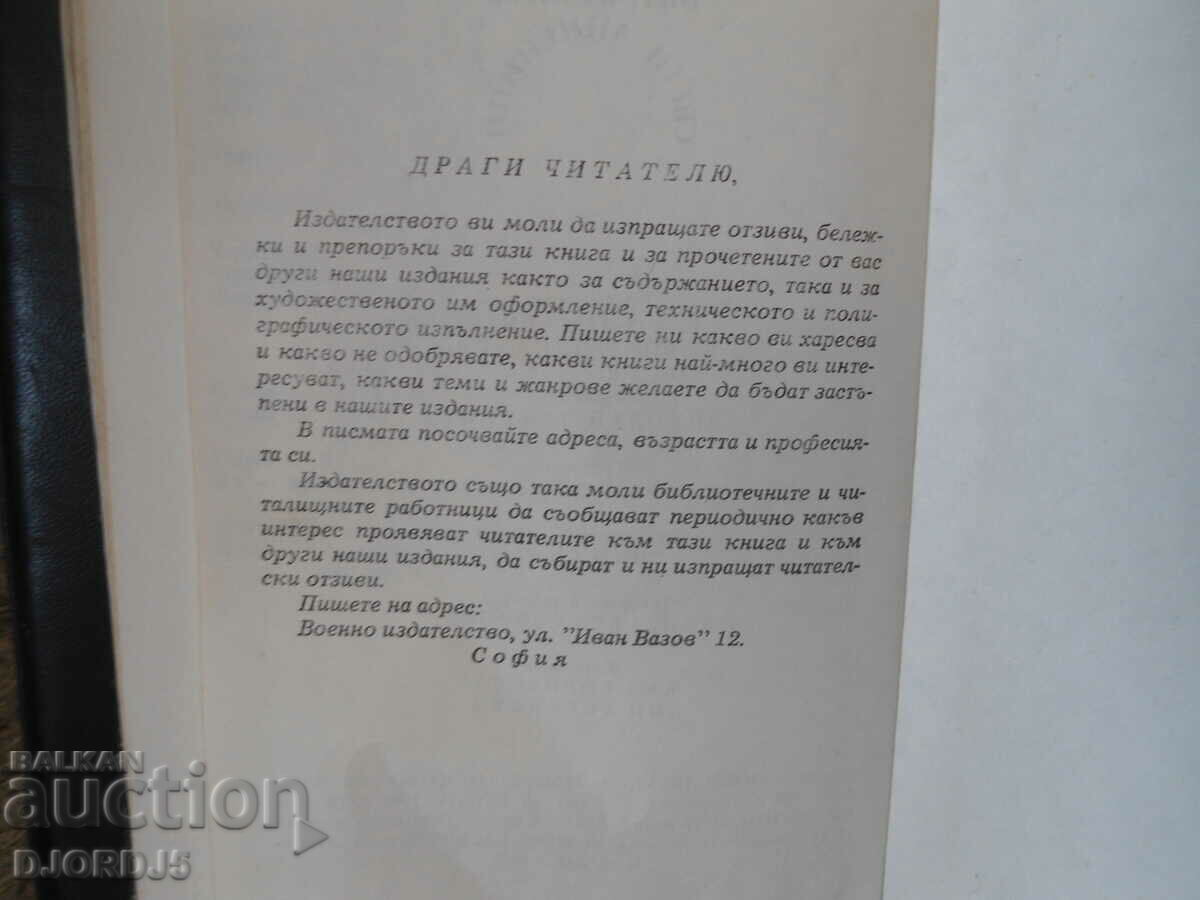 ДРАГИ ЧИТАТЕЛЮ,
Издателството ви моли да изпращате отзиви, бележ-
ки и препоръки за тази книга и за прочетените от вас
други наши издания както за съдържанието, така и за
художественото им оформление, техническото и поли-
графическото изпълнение. Пишете ни какво ви харесва
и какво не одобрявате, какви книги най-много ви инте-
ресуват, какви теми и жанрове желаете да бъдат застъ-
пени в нашите издания.
В писмата посочвайте адреса, възрастта и професия-
та си.
Издателството също така моли библиотечните и чи-
талищните работници да съобщават периодично какъв
интерес проявяват читателите към тази книга и към
други наши издания, да събират и ни изпращат читател-
ски отзиви.
Пишете на адрес:
Военно издателство, ул. "Иван Вазов" 12.
София
BALKAN
auction
DJORDJ5